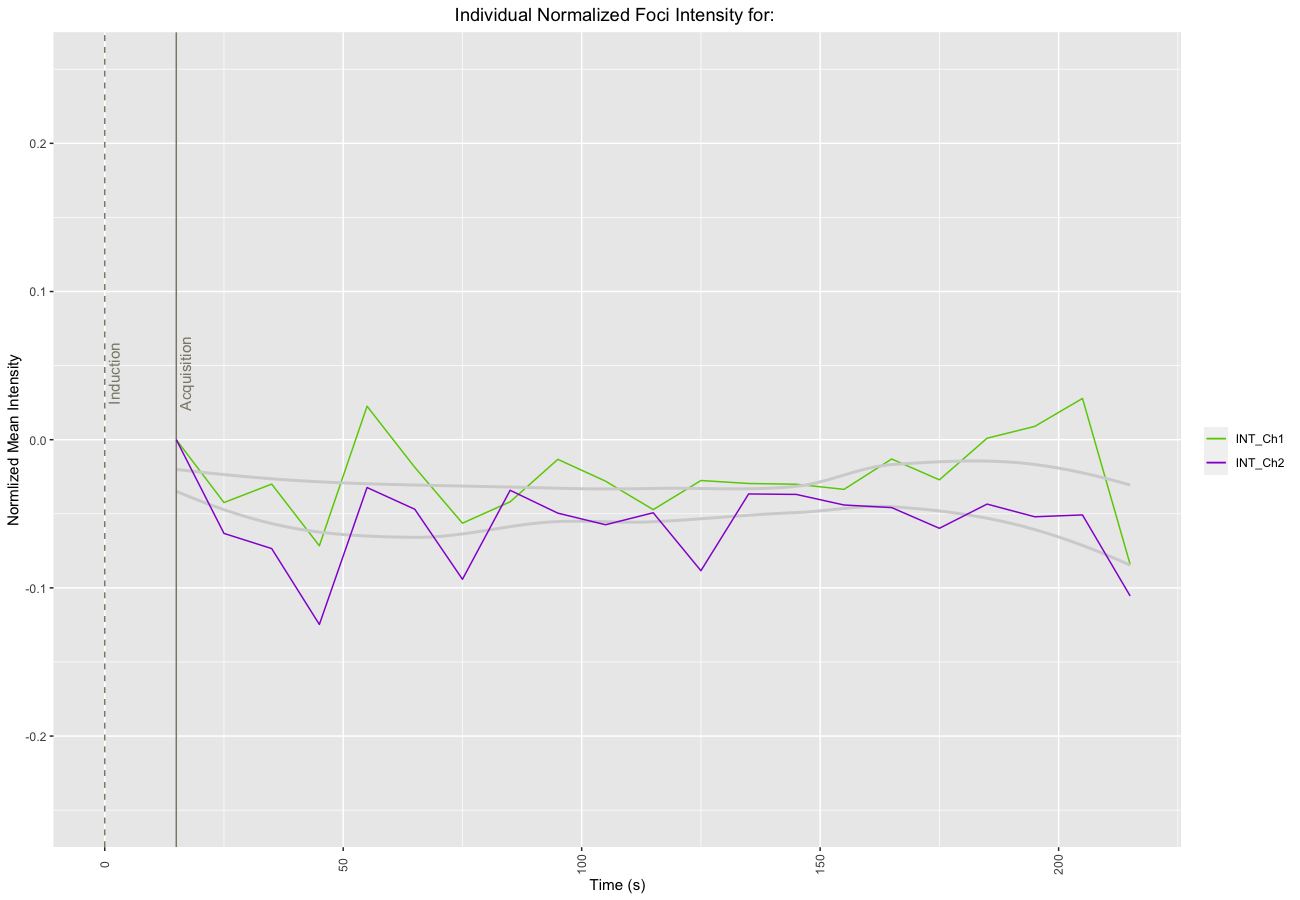 Individual Normalized Foci Intensity for:
Normlized Mean Intensity
0.2
0.1
0.0
-0.1
-0.2
Induction
Acquisition
INT_Ch1
INT_Ch2
0
50
100
150
200
Time (s)